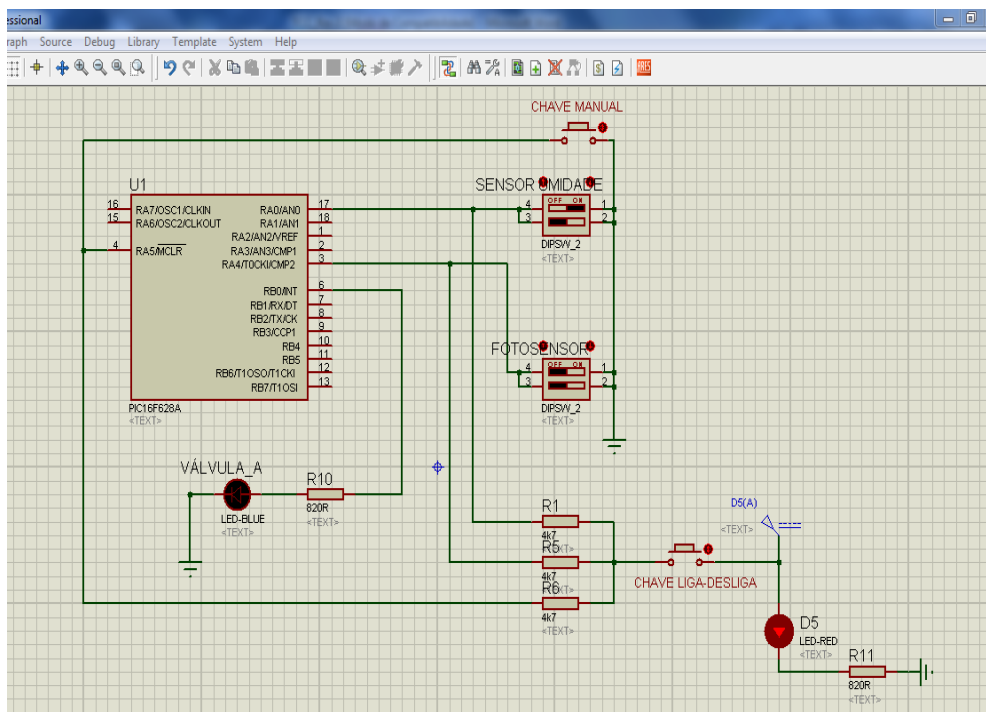 essional
raph Source Debug Library Template System Help
CHAVE MANUAL
U1
SENSOR UMIDADE
16 RA7/OSC1/CLKIN RA0/AN0 17
15 RA6/OSC2/CLKOUT RA1/AN1 18
RA2/AN2/VREF 1
4 RA5/MCLR RA3/AN3/CMP1 2
RA4/T0CKI/CMP2 3
RB0/INT 6
RB1/RX/DT 7
RB2/TX/CK 8
RB3/CCP1 9
RB4 10
RB5 11
RB6/T1OSO/T1CKI 12
RB7/T1OSI 13
PIC16F628A
<TEXT>
OFF ON
4 1
3 2
DIPSW_2
<TEXT>
FOTOSENSOR
OFF ON
4 1
3 2
DIPSW_2
<TEXT>
VÁLVULA_A
R10
820R
<TEXT>
LED-BLUE
<TEXT>
R1
4k7
R5
4k7
R6
4k7
<TEXT>
D5(A)
<TEXT>
CHAVE LIGA-DESLIGA
D5
LED-RED
<TEXT>
R11
820R
<TEXT>